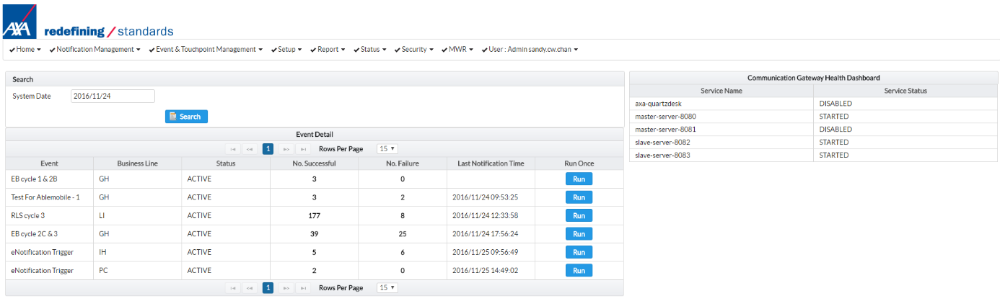 AXA
redefining / standards
Home
Notification Management
Event & Touchpoint Management
Setup
Report
Status
Security
MWR
User : Admin sandy.cw.chan
Search
System Date 2016/11/24
Search
Event Detail
1 Rows Per Page 15
Event Business Line Status No. Successful No. Failure Last Notification Time Run Once
EB cycle 1 & 2B GH ACTIVE 3 0 Run
Test For Ablemobile - 1 GH ACTIVE 3 2 2016/11/24 09:53:25 Run
RLS cycle 3 LI ACTIVE 177 8 2016/11/24 12:33:58 Run
EB cycle 2C & 3 GH ACTIVE 39 25 2016/11/24 17:56:24 Run
eNotification Trigger IH ACTIVE 5 6 2016/11/25 09:56:49 Run
eNotification Trigger PC ACTIVE 2 0 2016/11/25 14:49:02 Run
1 Rows Per Page 15
Communication Gateway Health Dashboard
Service Name Service Status
axa-quartzdesk DISABLED
master-server-8080 STARTED
master-server-8081 DISABLED
slave-server-8082 STARTED
slave-server-8083 STARTED